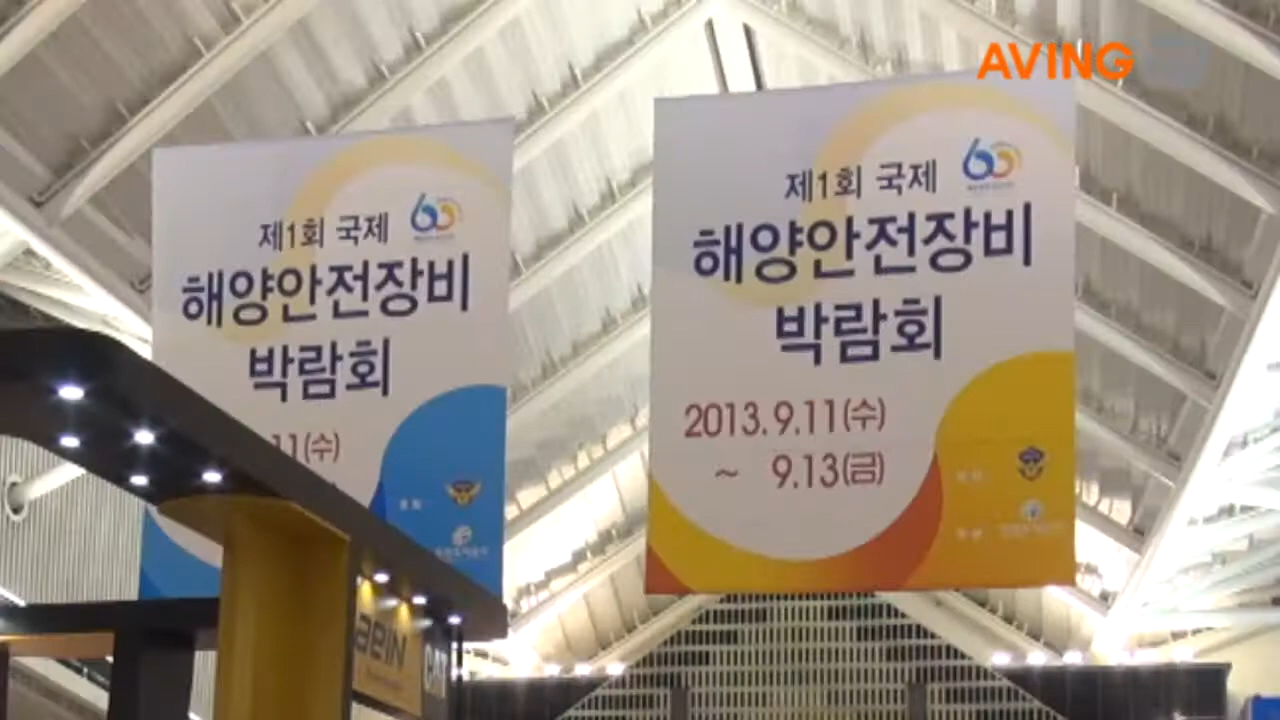 AVING
제1회 국제
해양안전장비
박람회
11(수)
제1회 국제
60
해양안전장비
박람회
2013. 9.11(수)
~ 9.13(금)
CAT